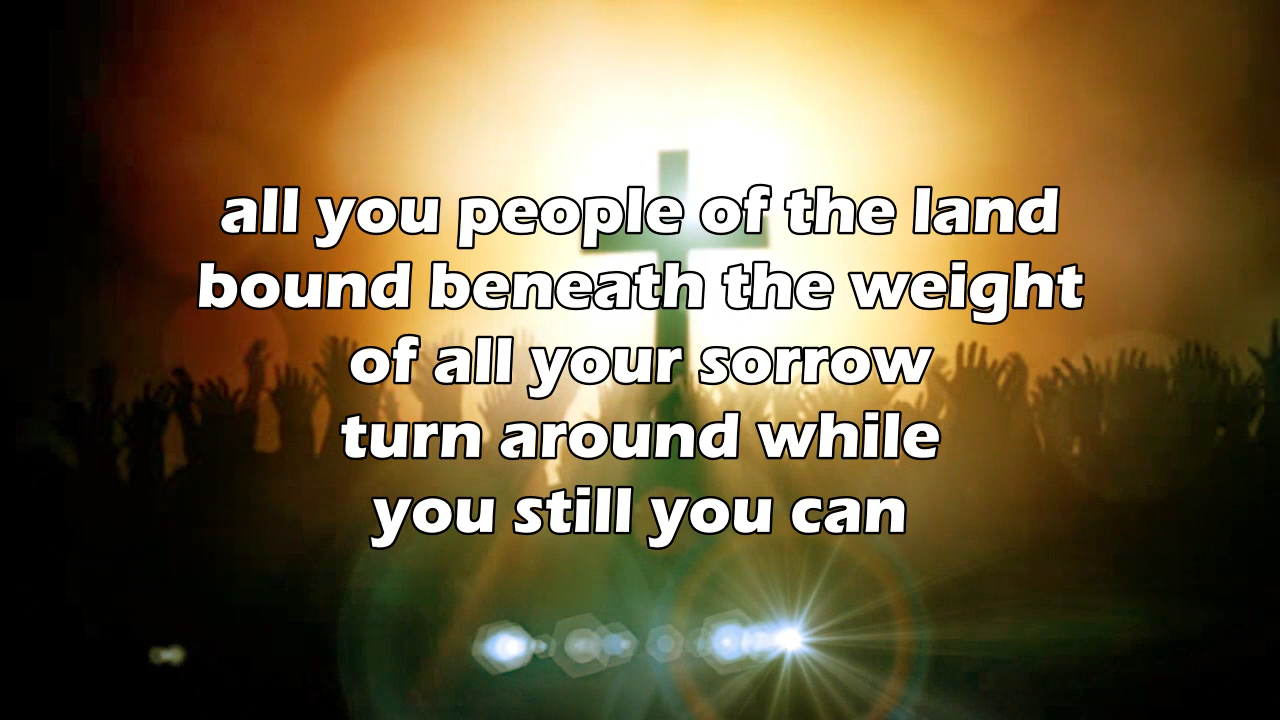 all you people of the land
bound beneath the weight
of all your sorrow
turn around while
you still you can